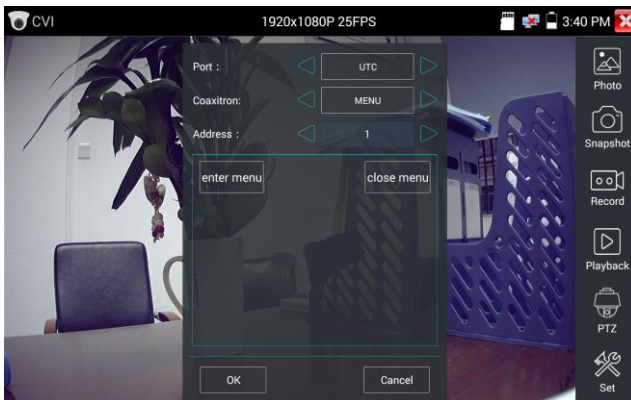 CVI 1920x1080P 25FPS 3:40 PM
Port : UTC
Coaxitron: MENU
Address : 1
enter menu close menu
OK Cancel
Photo
Snapshot
Record
Playback
PTZ
Set